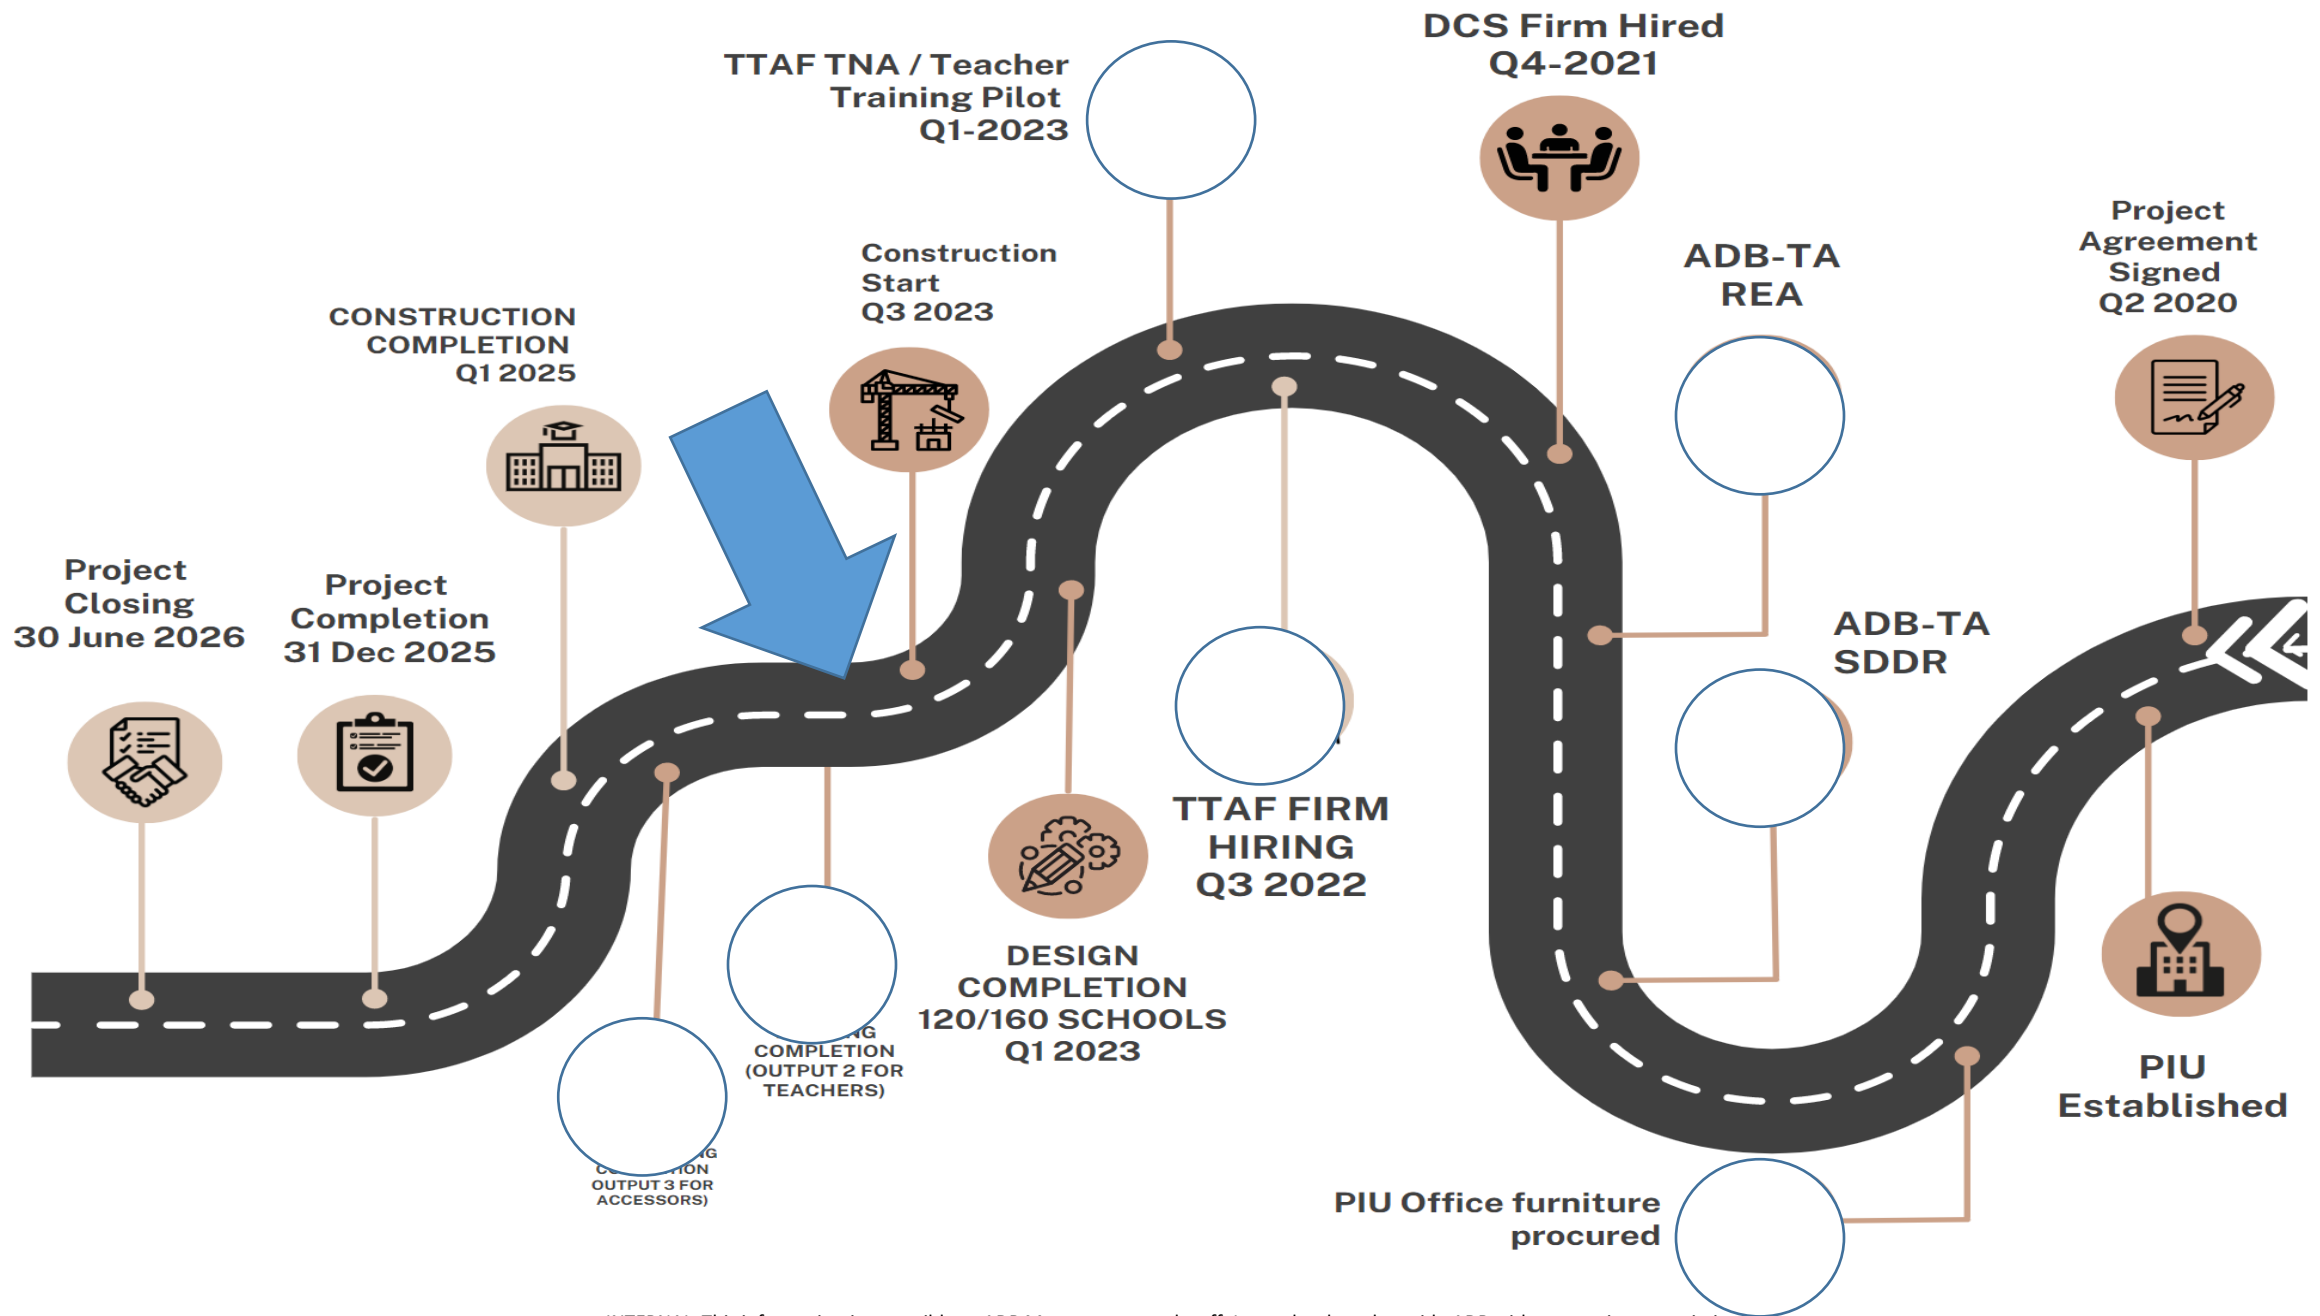 DCS Firm Hired
Q4-2021
TTAF TNA / Teacher
Training Pilot
Q1-2023
Project
Agreement
Signed
Q2 2020
Construction
Start
Q3 2023
ADB-TA
REA
CONSTRUCTION
COMPLETION
Q1 2025
Project
Closing
30 June 2026
Project
Completion
31 Dec 2025
ADB-TA
SDDR
TTAF FIRM
HIRING
Q3 2022
DESIGN
COMPLETION
120/160 SCHOOLS
Q1 2023
COMPLETION
(OUTPUT 2 FOR
TEACHERS)
OUTPUT 3 FOR
ACCESSORS)
PIU
Established
PIU Office furniture
procured